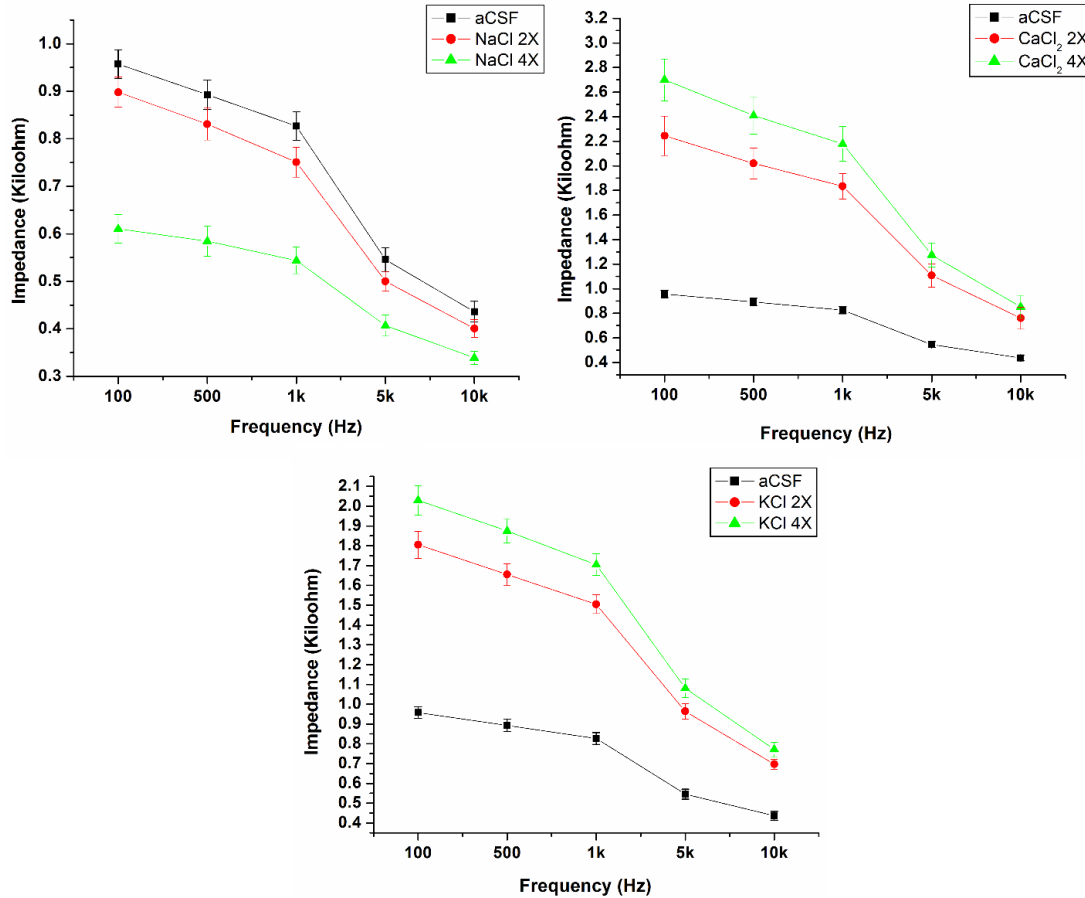 aCSF
NaCl 2X
NaCl 4X
1.0
0.9
0.8
0.7
0.6
0.5
0.4
0.3
Impedance (Kiloohm)
100 500 1k 5k 10k
Frequency (Hz)
aCSF
CaCl₂ 2X
CaCl₂ 4X
3.2
3.0
2.8
2.6
2.4
2.2
2.0
1.8
1.6
1.4
1.2
1.0
0.8
0.6
0.4
Impedance (Kiloohm)
100 500 1k 5k 10k
Frequency (Hz)
aCSF
KCl 2X
KCl 4X
2.1
2.0
1.9
1.8
1.7
1.6
1.5
1.4
1.3
1.2
1.1
1.0
0.9
0.8
0.7
0.6
0.5
0.4
Impedance (Kiloohm)
100 500 1k 5k 10k
Frequency (Hz)